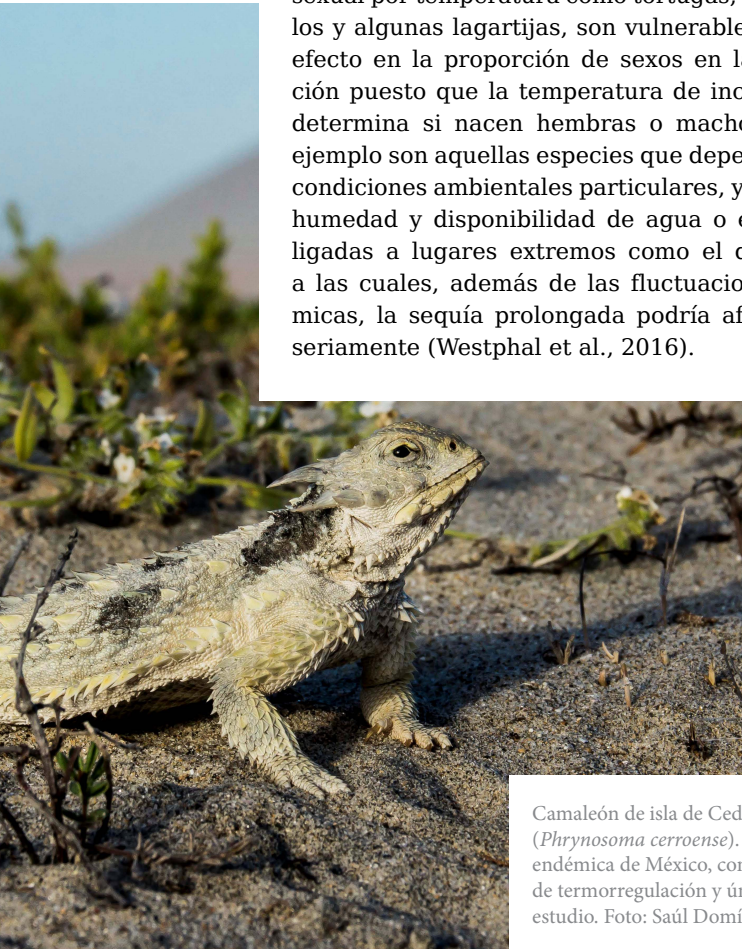 sexual por temperatura como tortugas,
los y algunas lagartijas, son vulnerable
efecto en la proporción de sexos en l
ción puesto que la temperatura de inc
determina si nacen hembras o mach
ejemplo son aquellas especies que depe
condiciones ambientales particulares, y
humedad y disponibilidad de agua o e
ligadas a lugares extremos como el
a las cuales, además de las fluctuacio
micas, la sequía prolongada podría af
seriamente (Westphal et al., 2016).
Camaleón de isla de Ced
(Phrynosoma cerroense).
endémica de México, con
de termorregulación y ún
estudio. Foto: Saúl Domí